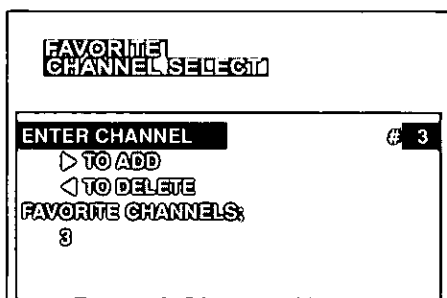 FAVORITE
CHANNEL SELECT
ENTER CHANNEL # 3
▷ TO ADD
◁ TO DELETE
FAVORITE CHANNELS:
3